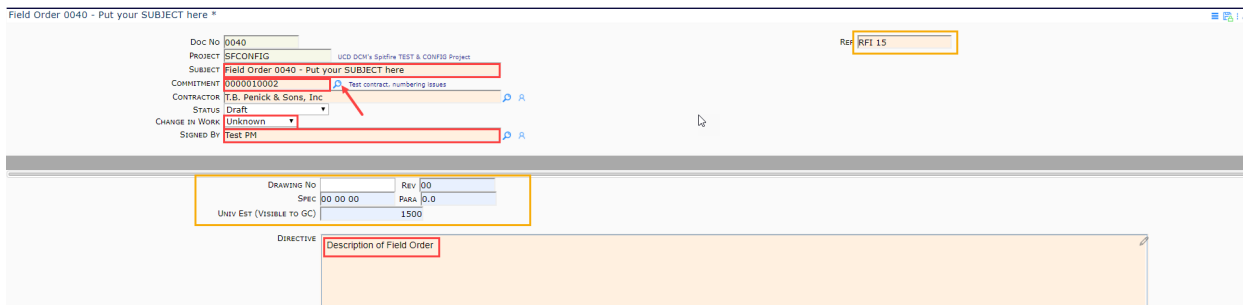 Field Order 0040 - Put your SUBJECT here *
Doc No 0040
Ref RFI 15
Project SFCONFIG UCD DCM's Spitfire TEST & CONFIG Project
Subject Field Order 0040 - Put your SUBJECT here
Commitment 0000010002 Test contract, numbering issues
Contractor T.B. Penick & Sons, Inc
Status Draft
Change in Work Unknown
Signed By Test PM
Drawing No Rev 00
Spec 00 00 00 Para 0.0
Univ Est (Visible to GC) 1500
Directive Description of Field Order